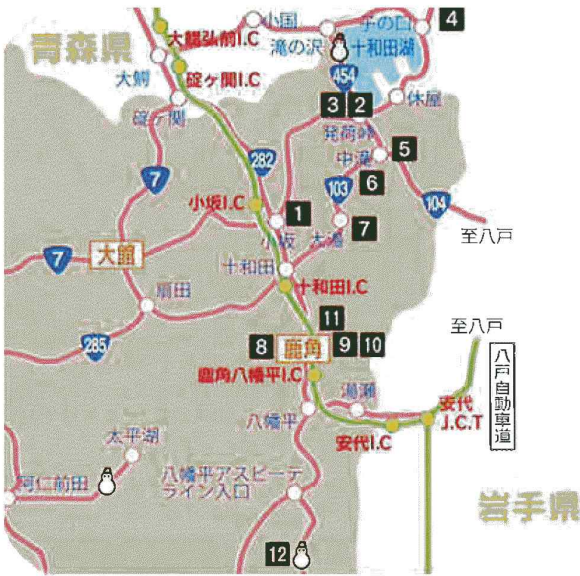 小国
子の口
4
大鰐弘前I.C
滝の沢
十和田湖
青森県
大鰐
碇ヶ関I.C
454
休屋
碇ヶ関
3
2
発荷峠
282
中滝
5
7
103
6
104
小坂I.C
1
7
至八戸
小坂
大湯
大館
7
十和田
扇田
十和田I.C
11
至八戸
285
8
鹿角
9
10
鹿角八幡平I.C
八戸自動車道
湯瀬
安代
J.C.T
八幡平
太平湖
安代I.C
阿仁前田
八幡平アスピーテ
ライン入口
岩手県
12